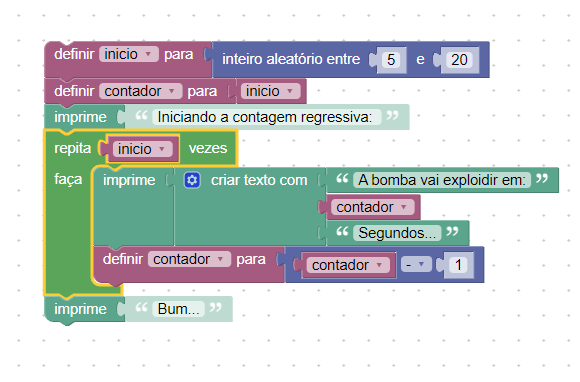 definir inicio para inteiro aleatório entre 5 e 20
definir contador para inicio
imprime “ Iniciando a contagem regressiva: ”
repita inicio vezes
faça imprime criar texto com “ A bomba vai exploidir em: ”
contador
“ Segundos... ”
definir contador para contador - 1
imprime “ Bum... ”